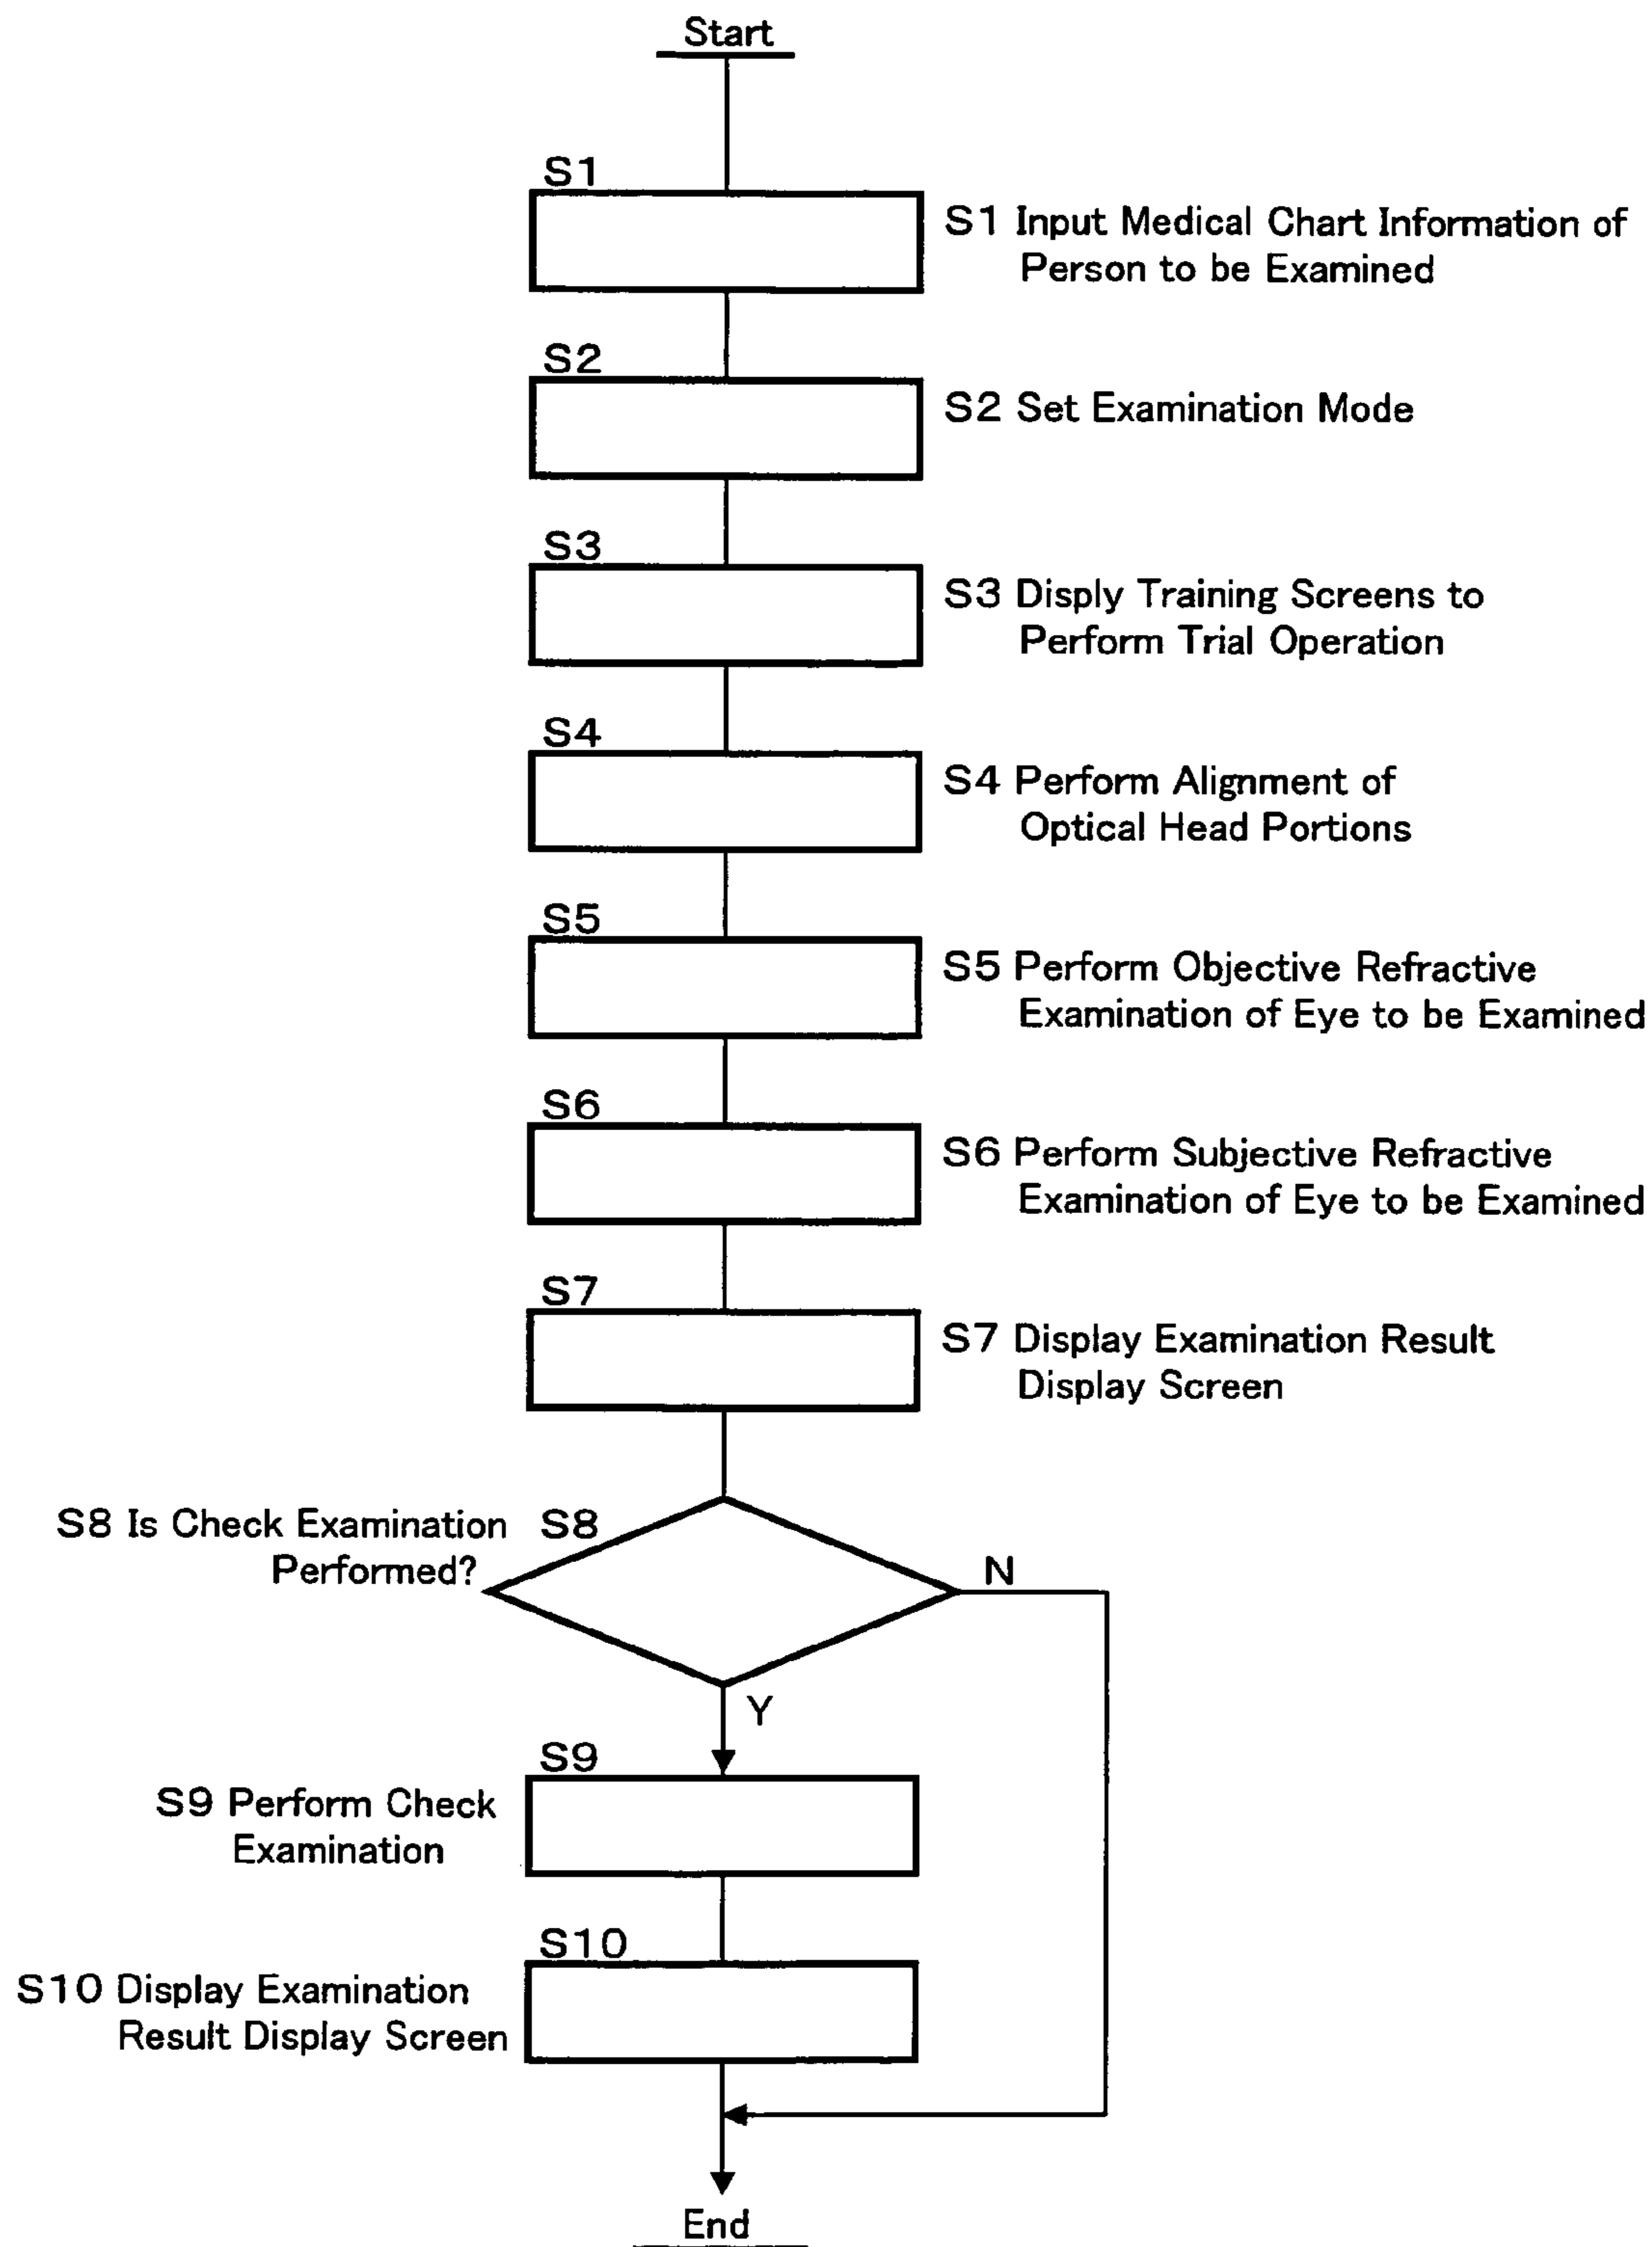 Start
S1
S1 Input Medical Chart Information of
Person to be Examined
S2
S2 Set Examination Mode
S3
S3 Disply Training Screens to
Perform Trial Operation
S4
S4 Perform Alignment of
Optical Head Portions
S5
S5 Perform Objective Refractive
Examination of Eye to be Examined
S6
S6 Perform Subjective Refractive
Examination of Eye to be Examined
S7
S7 Display Examination Result
Display Screen
S8 Is Check Examination
Performed?
S8
N
Y
S9
S9 Perform Check
Examination
S10
S10 Display Examination
Result Display Screen
End